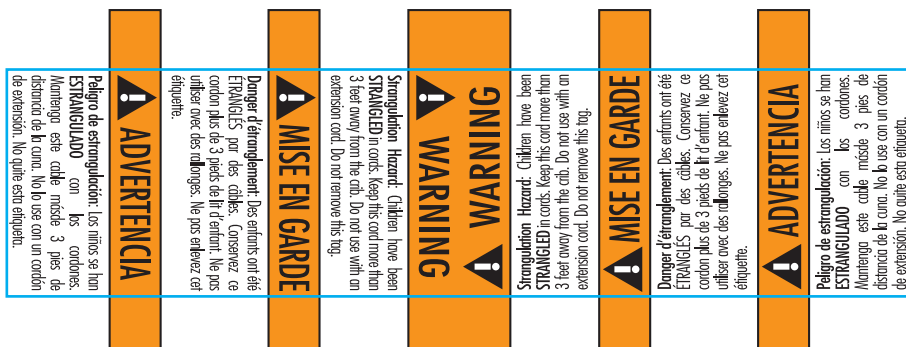 WARNING
Strangulation Hazard: Children have been
STRANGLED in cords. Keep this cord more than
3 feet away from the crib. Do not use with an
extension cord. Do not remove this tag.
MISE EN GARDE
Danger d'étranglement: Des enfants ont été
ÉTRANGLÉS par des câbles. Conservez ce
cordon plus de 3 pieds de lit d'enfant. Ne pas
utiliser avec des rallonges. Ne pas enlevez cet
étiquette.
ADVERTENCIA
Peligro de estrangulación: Los niños se han
ESTRANGULADO con los cordones.
Mantenga este cable másde 3 pies de
distancia de la cuna. No lo use con un cordón
de extensión. No quite esta etiqueta.
WARNING
Strangulation Hazard: Children have been
STRANGLED in cords. Keep this cord more than
3 feet away from the crib. Do not use with an
extension cord. Do not remove this tag.
MISE EN GARDE
Danger d'étranglement: Des enfants ont été
ÉTRANGLÉS par des câbles. Conservez ce
cordon plus de 3 pieds de lit d'enfant. Ne pas
utiliser avec des rallonges. Ne pas enlevez cet
étiquette.
ADVERTENCIA
Peligro de estrangulación: Los niños se han
ESTRANGULADO con los cordones.
Mantenga este cable másde 3 pies de
distancia de la cuna. No lo use con un cordón
de extensión. No quite esta etiqueta.